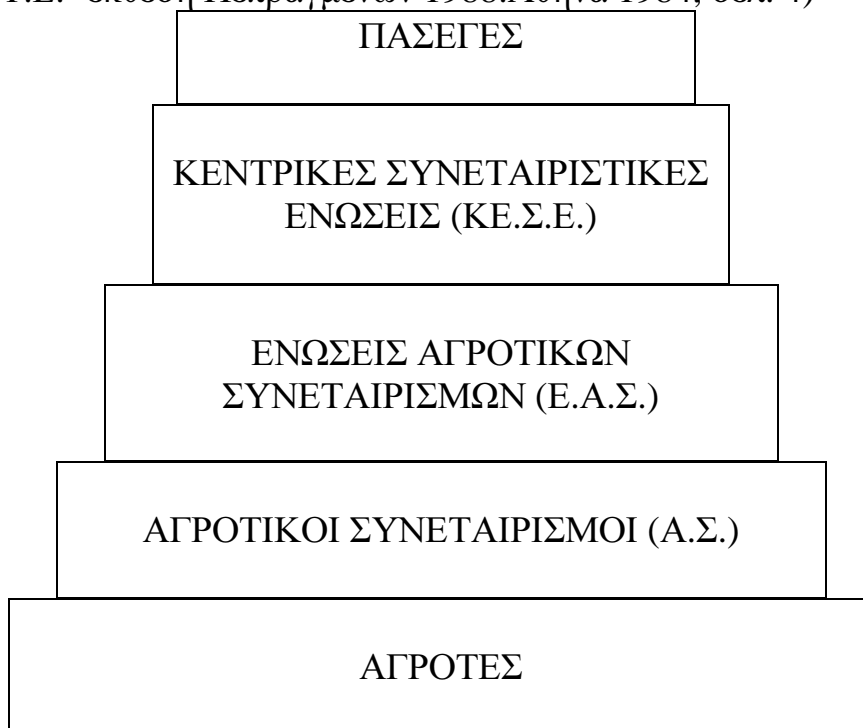 ΠΑΣΕΓΕΣ
ΚΕΝΤΡΙΚΕΣ ΣΥΝΕΤΑΙΡΙΣΤΙΚΕΣ
ΕΝΩΣΕΙΣ (ΚΕ.Σ.Ε.)
ΕΝΩΣΕΙΣ ΑΓΡΟΤΙΚΩΝ
ΣΥΝΕΤΑΙΡΙΣΜΩΝ (Ε.Α.Σ.)
ΑΓΡΟΤΙΚΟΙ ΣΥΝΕΤΑΙΡΙΣΜΟΙ (Α.Σ.)
ΑΓΡΟΤΕΣ